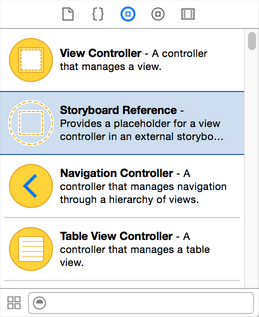 View Controller - A controller
that manages a view.
Storyboard Reference -
Provides a placeholder for a view
controller in an external storybo...
Navigation Controller - A
controller that manages navigation
through a hierarchy of views.
Table View Controller - A
controller that manages a table
view.